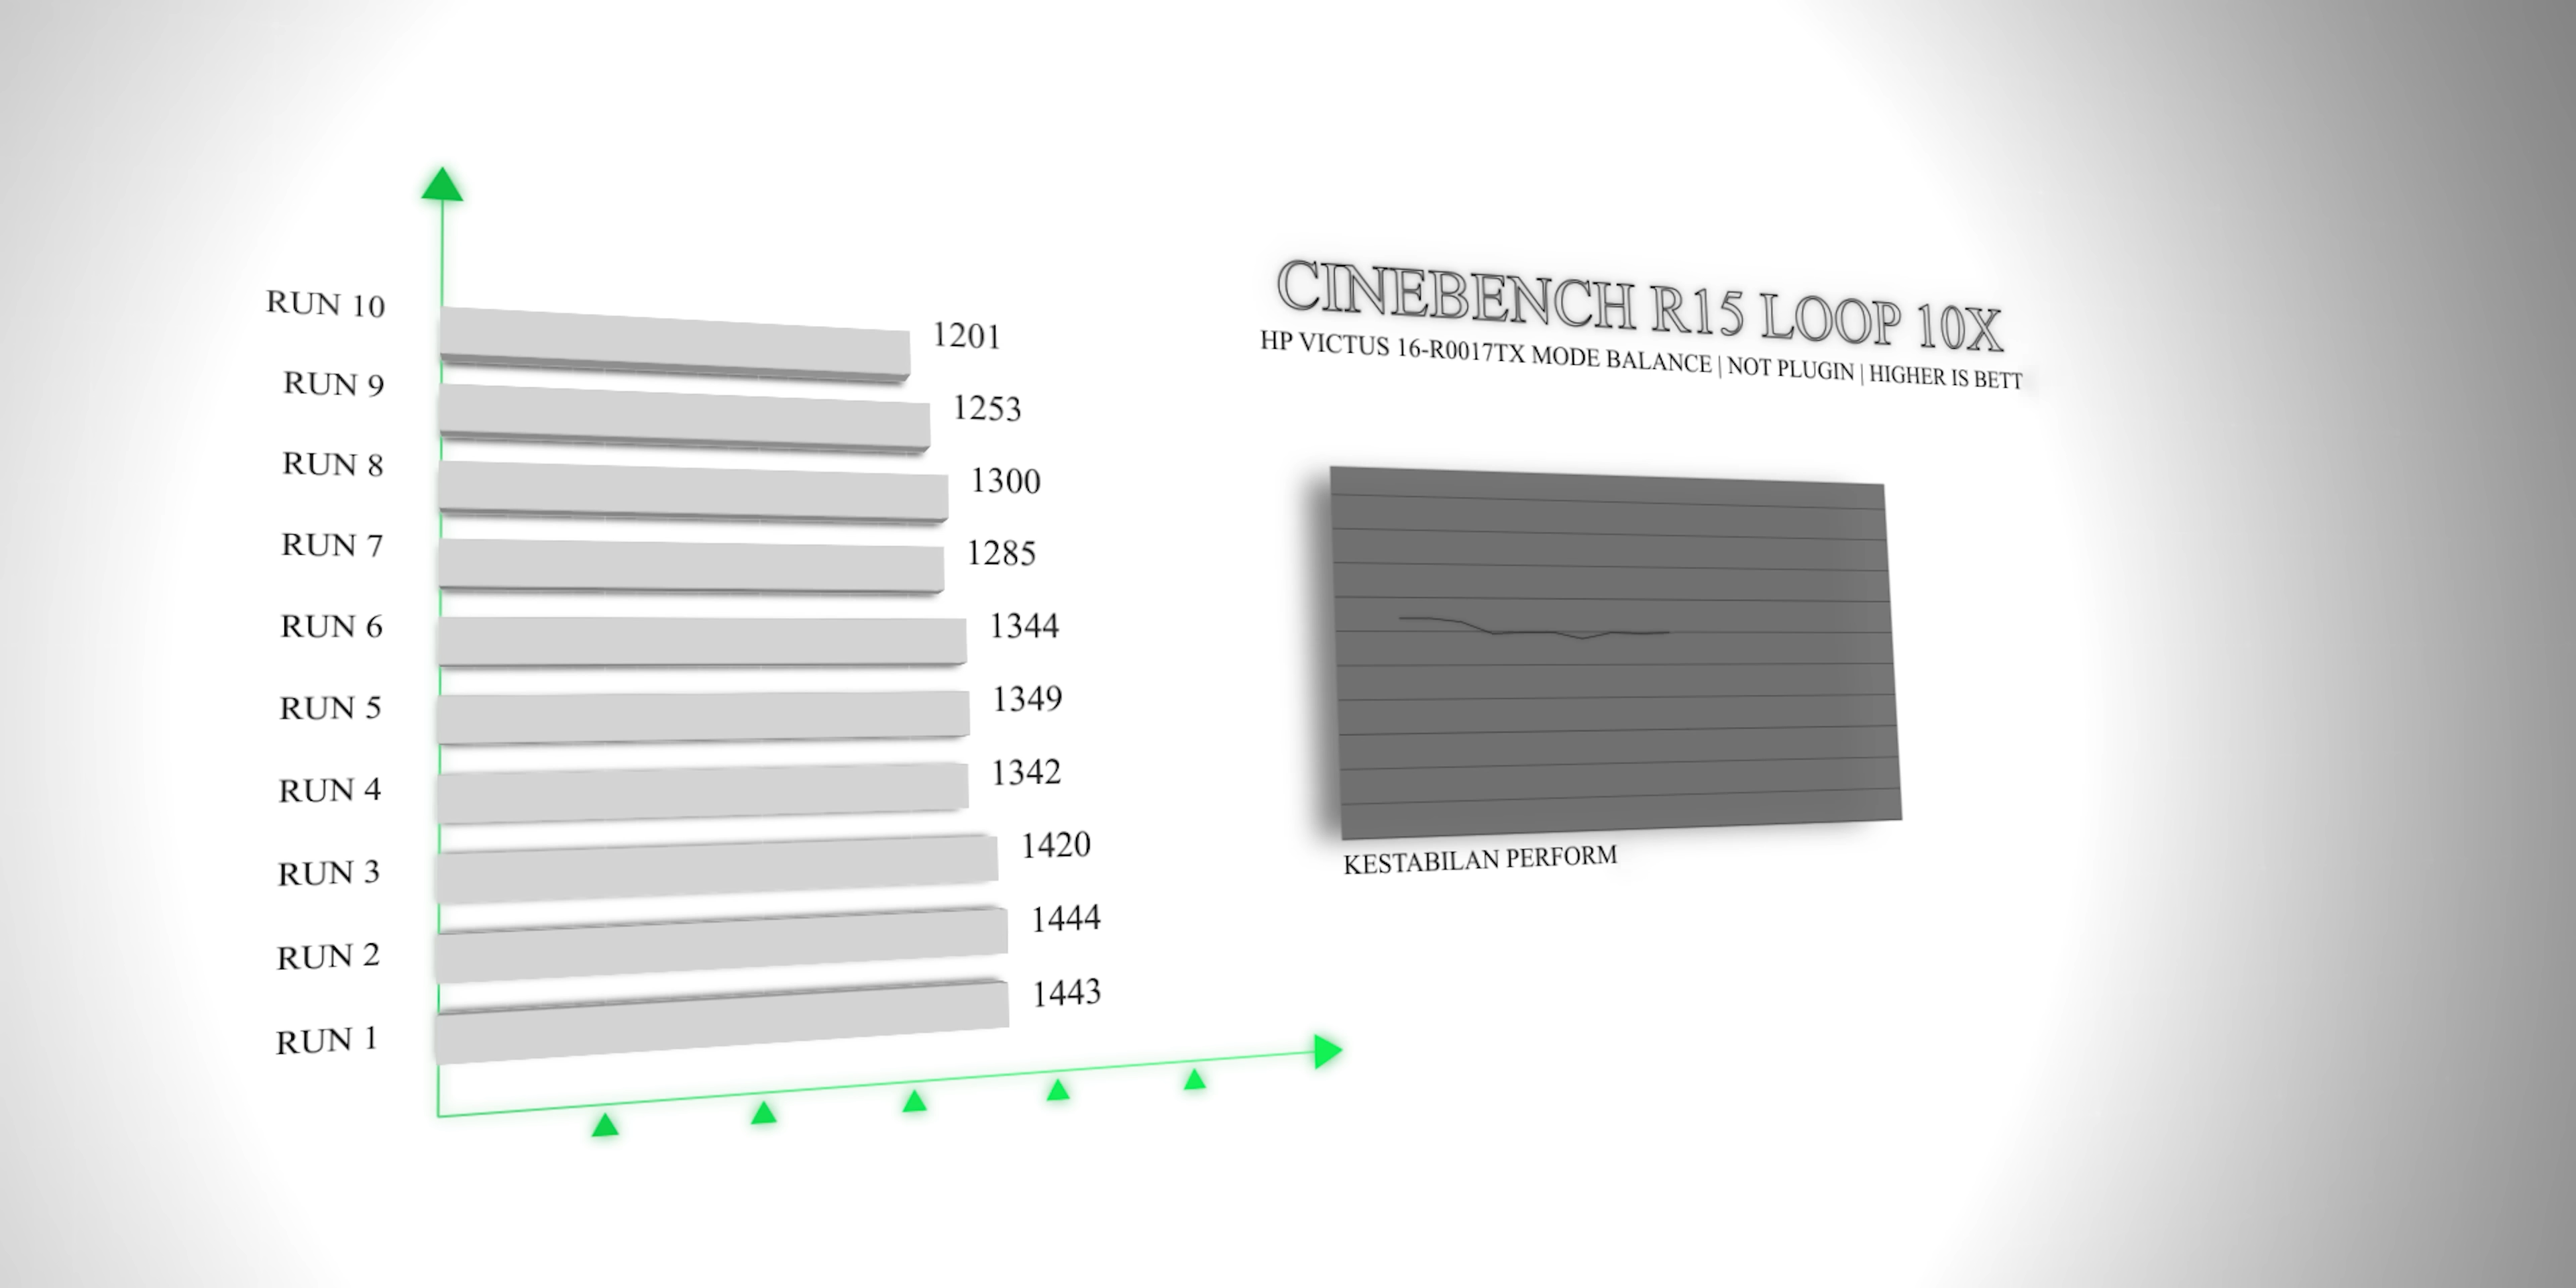 CINEBENCH R15 LOOP 10X
HP VICTUS 16-R0017TX MODE BALANCE | NOT PLUGIN | HIGHER IS BETT
RUN 10 1201
RUN 9 1253
RUN 8 1300
RUN 7 1285
RUN 6 1344
RUN 5 1349
RUN 4 1342
RUN 3 1420
RUN 2 1444
RUN 1 1443
KESTABILAN PERFORM